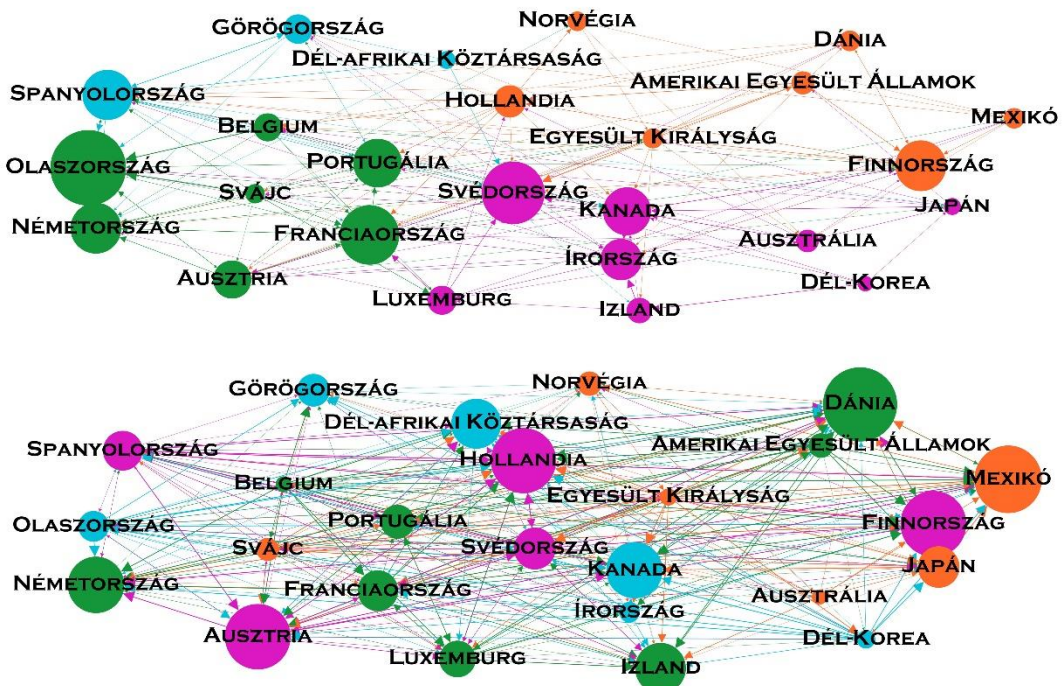 Norvégia
Görögország
Dánia
Dél-afrikai Köztársaság
Amerikai Egyesült Államok
Spanyolország
Hollandia
Mexikó
Belgium
Egyesült Királyság
Olaszország
Portugália
Finnország
Svájc
Svédország
Kanada
Japán
Németország
Franciaország
Ausztrália
Írország
Ausztria
Dél-Korea
Luxemburg
Izland
Norvégia
Görögország
Dánia
Dél-afrikai Köztársaság
Amerikai Egyesült Államok
Spanyolország
Hollandia
Mexikó
Belgium
Egyesült Királyság
Olaszország
Portugália
Finnország
Svájc
Svédország
Kanada
Japán
Németország
Franciaország
Ausztrália
Írország
Ausztria
Dél-Korea
Luxemburg
Izland